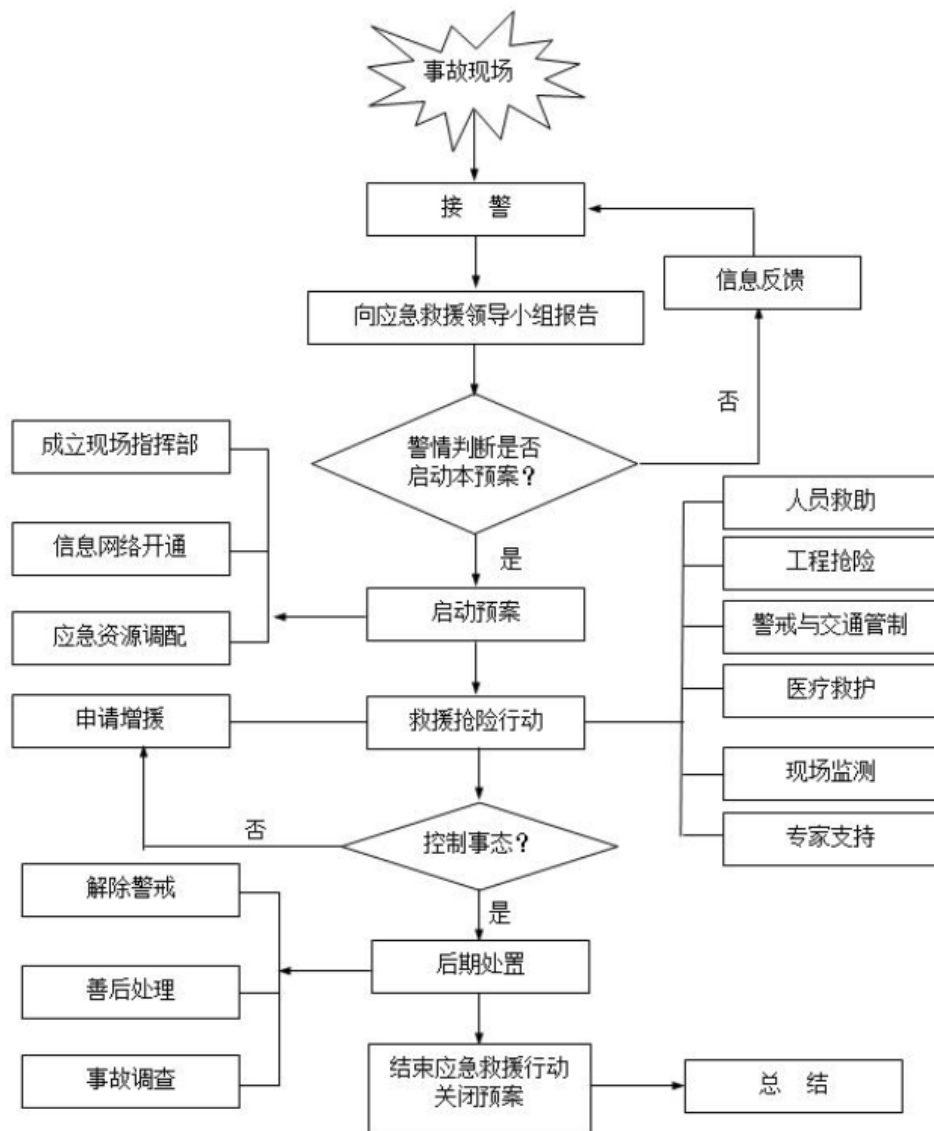 事故现场
接 警
信息反馈
向应急救援领导小组报告
否
警情判断是否
启动本预案？
成立现场指挥部
信息网络开通
应急资源调配
是
启动预案
人员救助
工程抢险
警戒与交通管制
医疗救护
现场监测
专家支持
申请增援
救援抢险行动
否
控制事态？
是
解除警戒
善后处理
事故调查
后期处置
结束应急救援行动
关闭预案
总 结